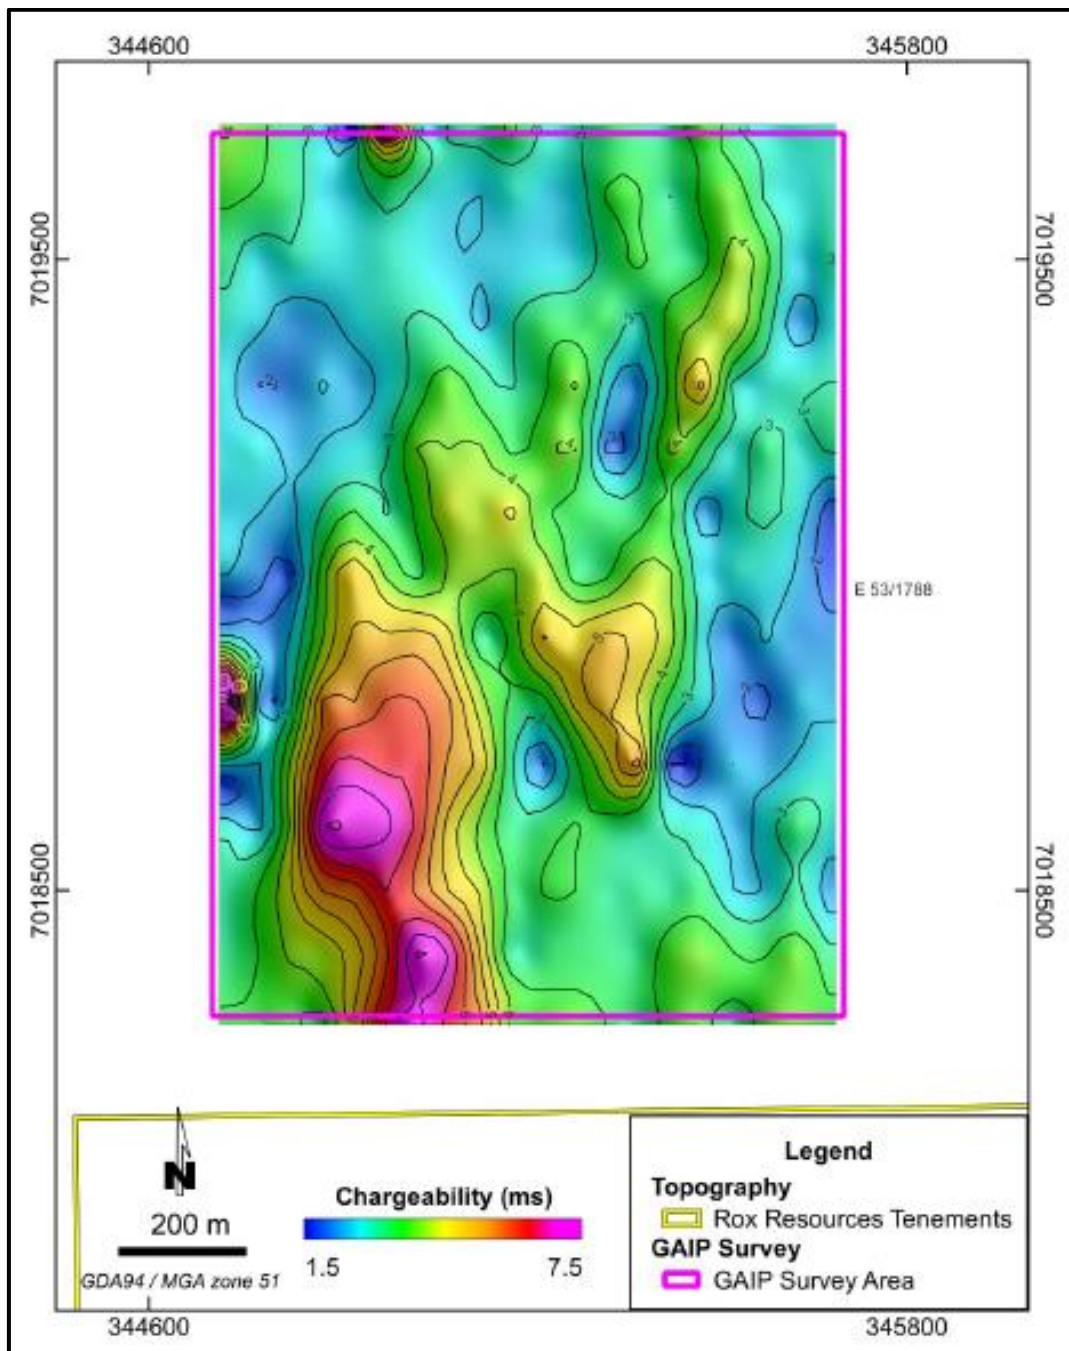 344600 345800
7019500 7019500
E 53/1788
7018500 7018500
N
200 m
GDA94 / MGA zone 51
Chargeability (ms)
1.5 7.5
Legend
Topography
Rox Resources Tenements
GAIP Survey
GAIP Survey Area
344600 345800